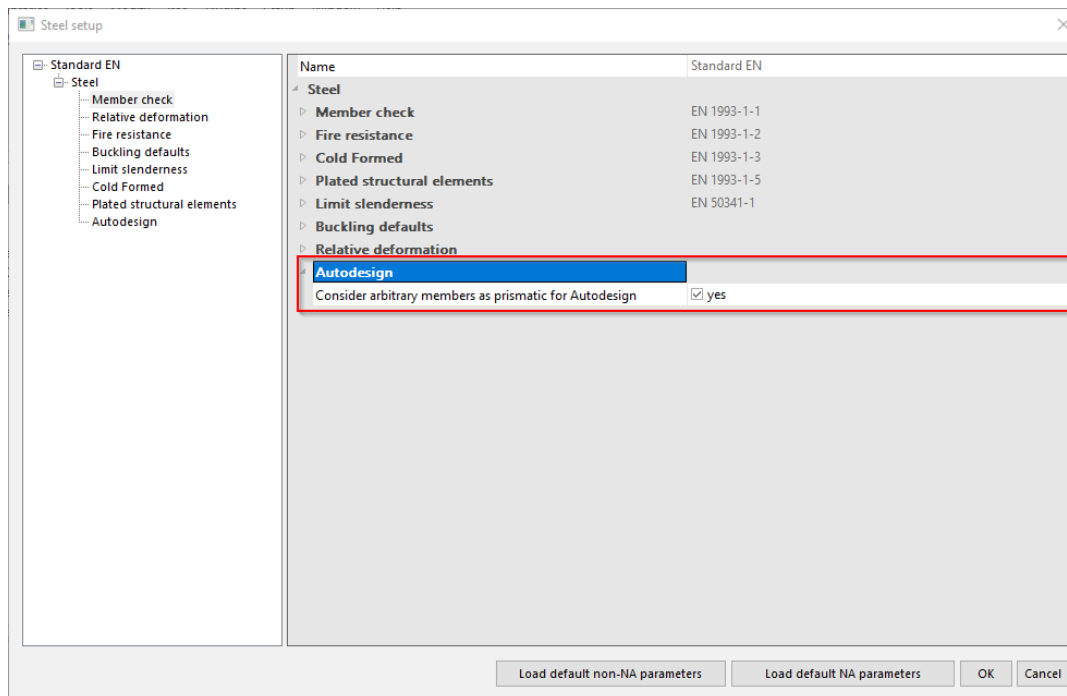 Steel setup
Standard EN
Steel
Member check
Relative deformation
Fire resistance
Buckling defaults
Limit slenderness
Cold Formed
Plated structural elements
Autodesign
Name Standard EN
Steel
Member check EN 1993-1-1
Fire resistance EN 1993-1-2
Cold Formed EN 1993-1-3
Plated structural elements EN 1993-1-5
Limit slenderness EN 50341-1
Buckling defaults
Relative deformation
Autodesign
Consider arbitrary members as prismatic for Autodesign yes
Load default non-NA parameters Load default NA parameters OK Cancel